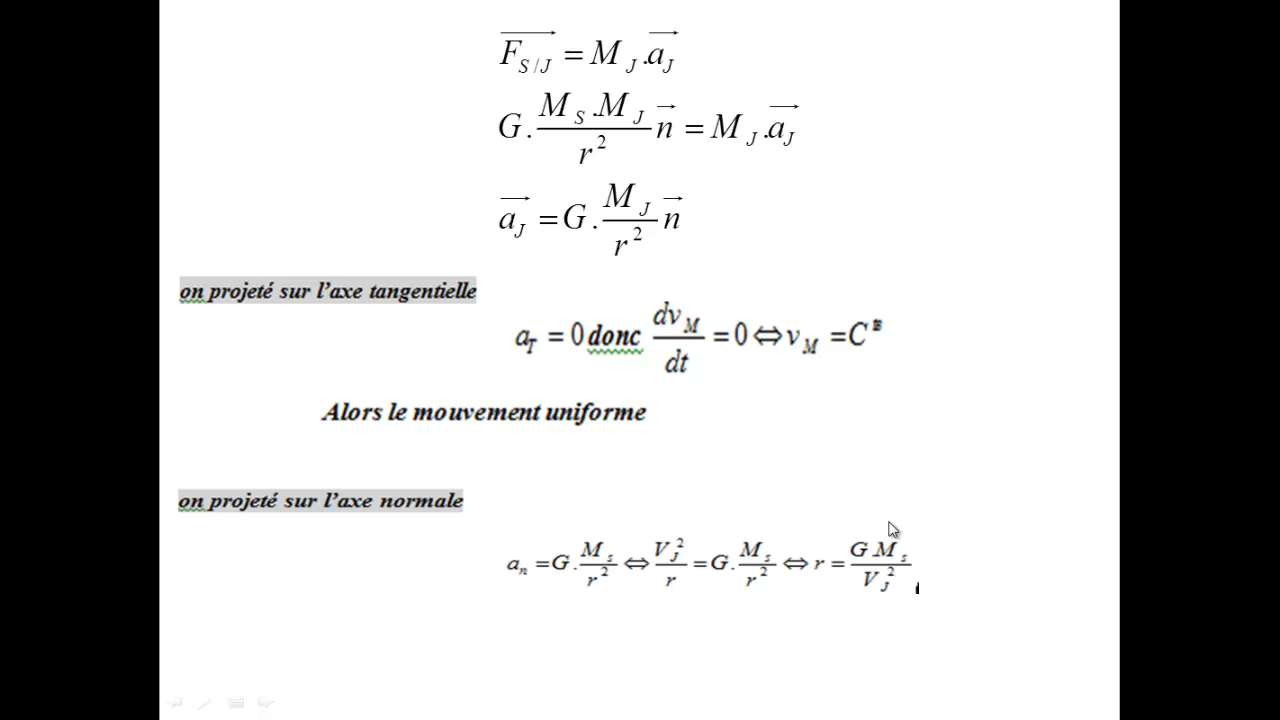 F_{S/J} = M_J . a_J
G . M_S . M_J / r² n = M_J . a_J
a_J = G . M_J / r² n
on projeté sur l'axe tangentielle
a_T = 0 donc dv_M / dt = 0 ⇔ v_M = C^{te}
Alors le mouvement uniforme
on projeté sur l'axe normale
a_n = G . M_s / r² ⇔ V_J² / r = G . M_s / r² ⇔ r = G M_s / V_J²